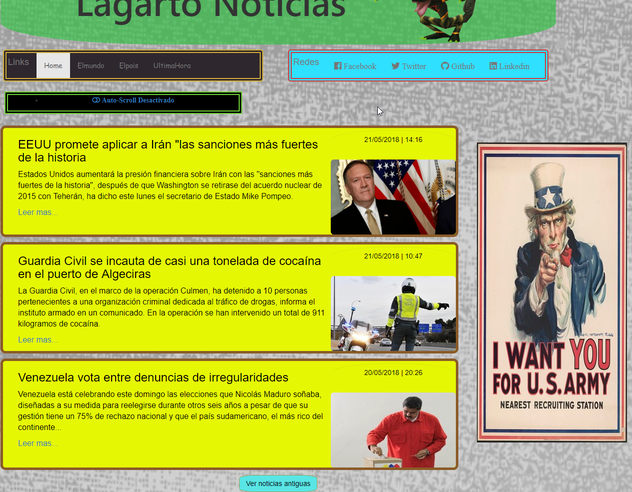 Lagarto Noticias
Links Home Elmundo Elpais UltimaHora
Redes Facebook Twitter Github Linkedin
Auto-Scroll Desactivado
EEUU promete aplicar a Irán "las sanciones más fuertes
de la historia
21/05/2018 | 14:16
Estados Unidos aumentará la presión financiera sobre Irán con las "sanciones
más fuertes de la historia", después de que Washington se retirase del acuerdo nuclear de
2015 con Teherán, ha dicho este lunes el secretario de Estado Mike Pompeo.
Leer mas...
Guardia Civil se incauta de casi una tonelada de cocaína
en el puerto de Algeciras
21/05/2018 | 10:47
La Guardia Civil, en el marco de la operación Culmen, ha detenido a 10 personas
pertenecientes a una organización criminal dedicada al tráfico de drogas, informa el
instituto armado en un comunicado. En la operación se han intervenido un total de 911
kilogramos de cocaína.
Leer mas...
Venezuela vota entre denuncias de irregularidades
20/05/2018 | 20:26
Venezuela está celebrando este domingo las elecciones que Nicolás Maduro soñaba,
diseñadas a su medida para reelegirse durante otros seis años a pesar de que su
gestión tiene un 75% de rechazo nacional y que el país sudamericano, el más rico del
continente...
Leer mas...
Ver noticias antiguas
I WANT YOU
FOR U.S. ARMY
NEAREST RECRUITING STATION